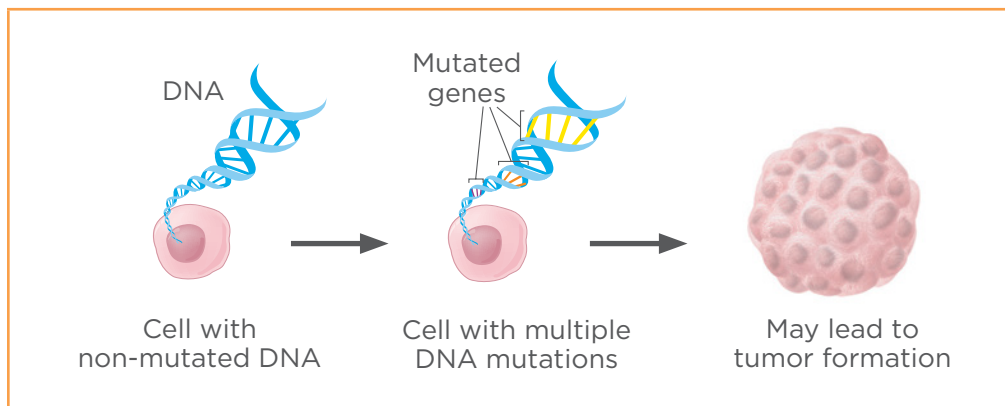 DNA
Mutated
genes
Cell with
non-mutated DNA
Cell with multiple
DNA mutations
May lead to
tumor formation